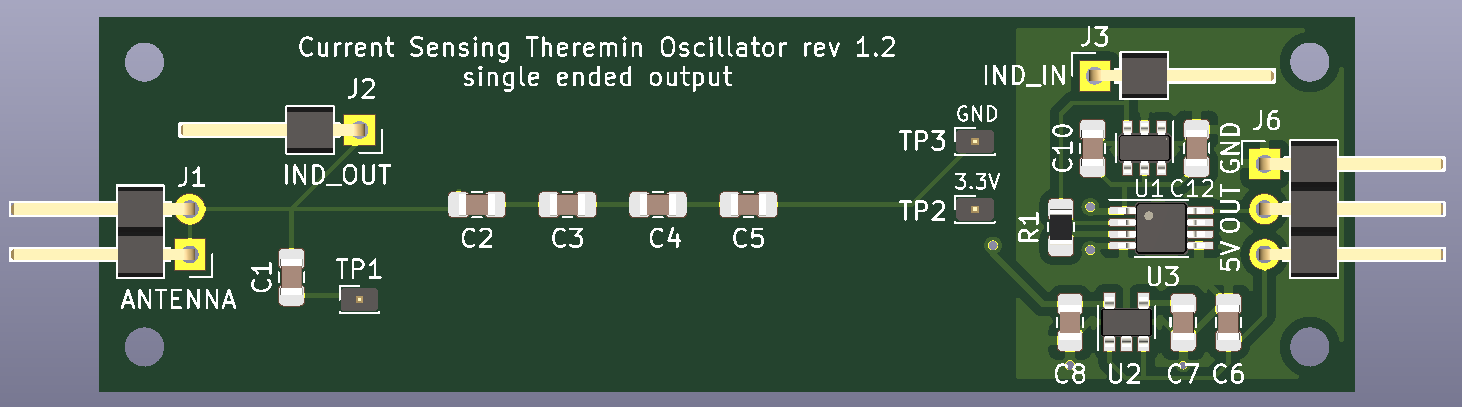 Current Sensing Theremin Oscillator rev 1.2
single ended output
J3
IND_IN
J2
IND_OUT
J1
ANTENNA
C1
TP1
C2
C3
C4
C5
GND
TP3
3.3V
TP2
C10
U1
C12
R1
U3
J6
GND
OUT
5V
C8
U2
C7
C6